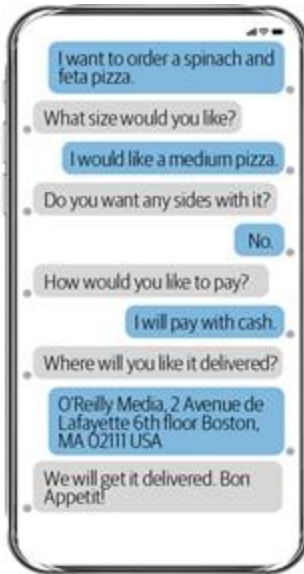 I want to order a spinach and
feta pizza.
What size would you like?
I would like a medium pizza.
Do you want any sides with it?
No.
How would you like to pay?
I will pay with cash.
Where will you like it delivered?
O'Reilly Media, 2 Avenue de
Lafayette 6th floor Boston,
MA 02111 USA
We will get it delivered. Bon
Appetit!